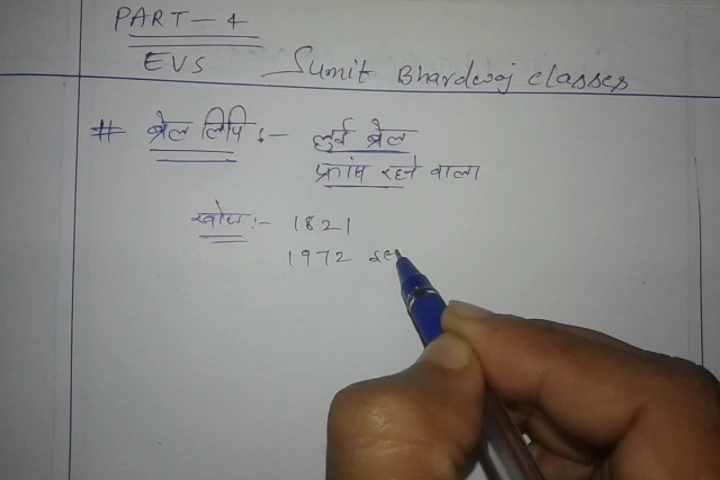 PART - 4
EVS Sumit Bhardwaj classes
# ब्रेल लिपि :- लुई ब्रेल
फ्रांस रहने वाला
खोज :- 1821
1972